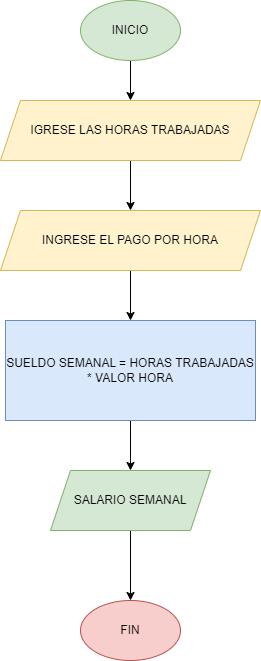 INICIO
IGRESE LAS HORAS TRABAJADAS
INGRESE EL PAGO POR HORA
SUELDO SEMANAL = HORAS TRABAJADAS
* VALOR HORA
SALARIO SEMANAL
FIN